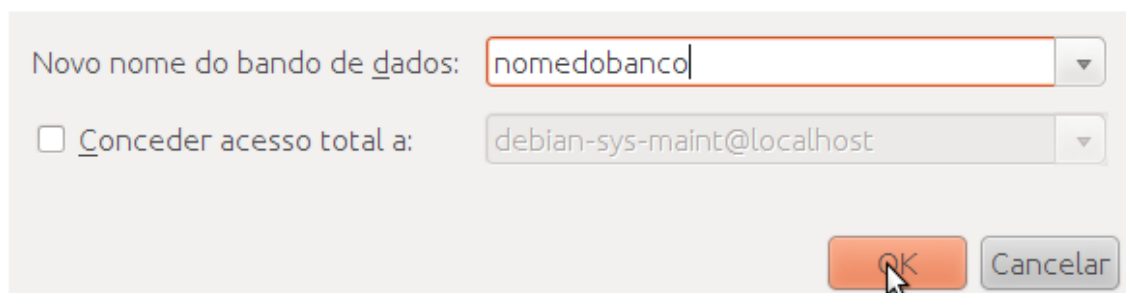 Novo nome do bando de dados: nomedobanco
Conceder acesso total a: debian-sys-maint@localhost
OK Cancelar